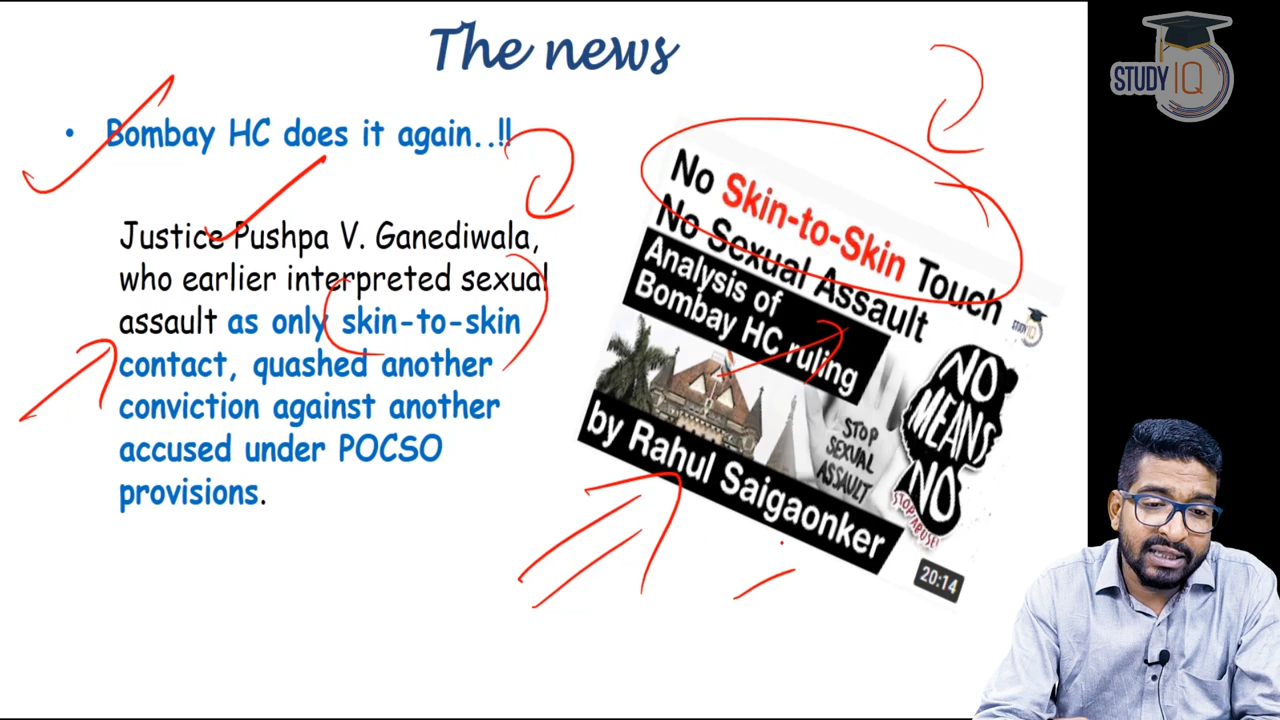 The news
STUDY IQ
• Bombay HC does it again..!!
Justice Pushpa V. Ganediwala,
who earlier interpreted sexual
assault as only skin-to-skin
contact, quashed another
conviction against another
accused under POCSO
provisions.
No Skin-to-Skin Touch
No Sexual Assault
Analysis of
Bombay HC ruling
by Rahul Saigaonker
STOP
SEXUAL
ASSAULT
NO
MEANS
NO
STOP ABUSE!
20:14